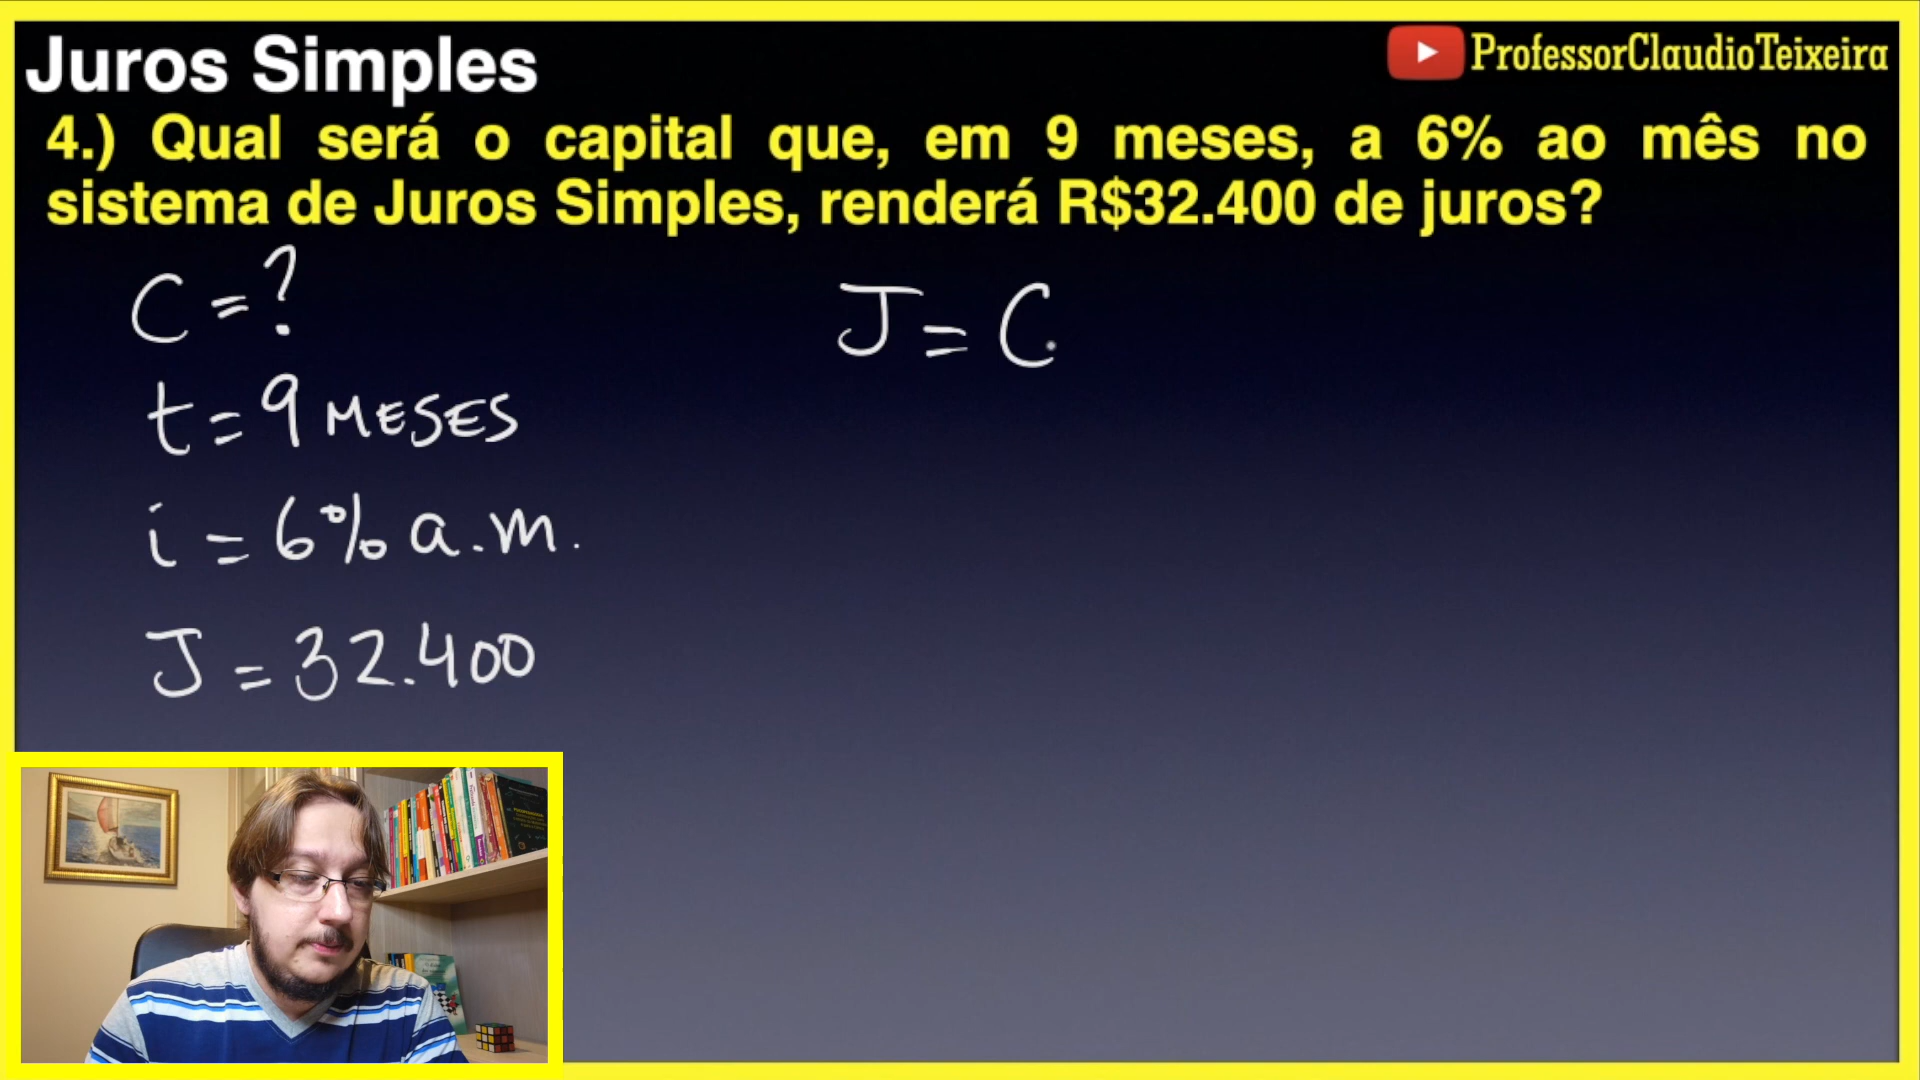 Juros Simples
ProfessorClaudioTeixeira
4.) Qual será o capital que, em 9 meses, a 6% ao mês no
sistema de Juros Simples, renderá R$32.400 de juros?
C = ?
J = C
t = 9 MESES
i = 6% a.m.
J = 32.400